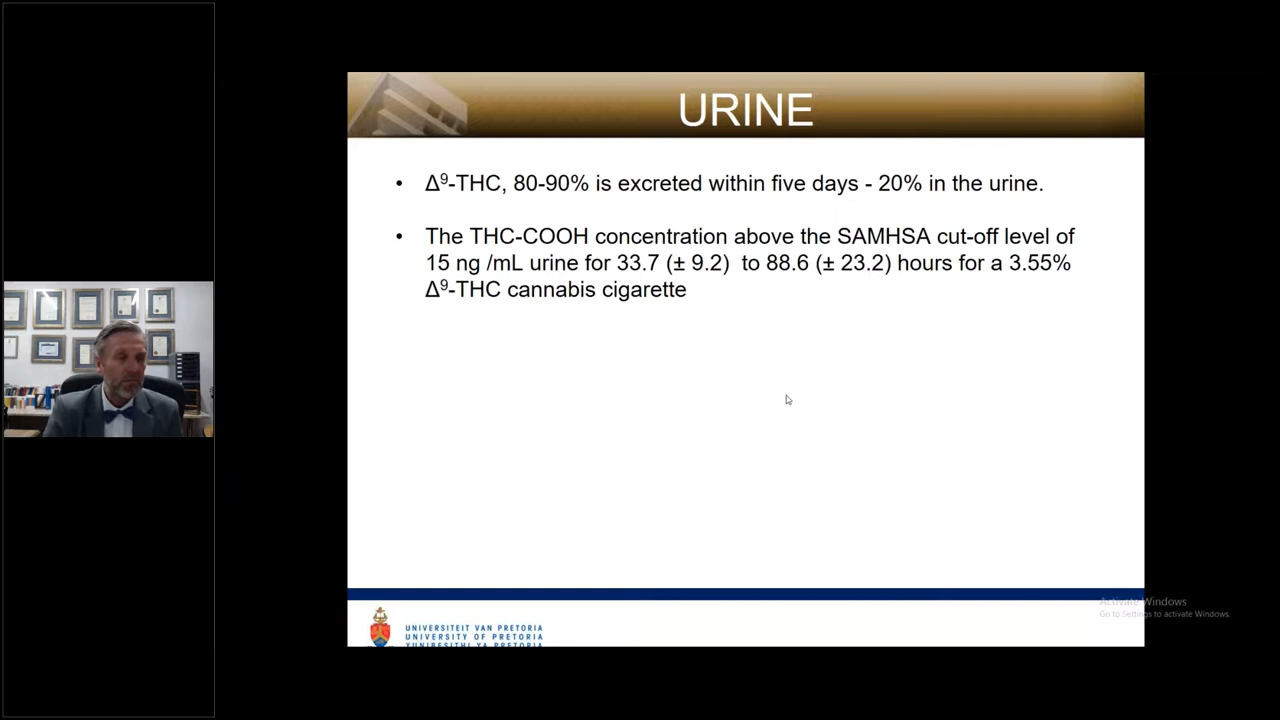 URINE
• Δ⁹-THC, 80-90% is excreted within five days - 20% in the urine.
• The THC-COOH concentration above the SAMHSA cut-off level of
15 ng /mL urine for 33.7 (± 9.2)  to 88.6 (± 23.2) hours for a 3.55%
Δ⁹-THC cannabis cigarette
Activate Windows
Go to Settings to activate Windows.
UNIVERSITEIT VAN PRETORIA
UNIVERSITY OF PRETORIA
YUNIBESITHI YA PRETORIA